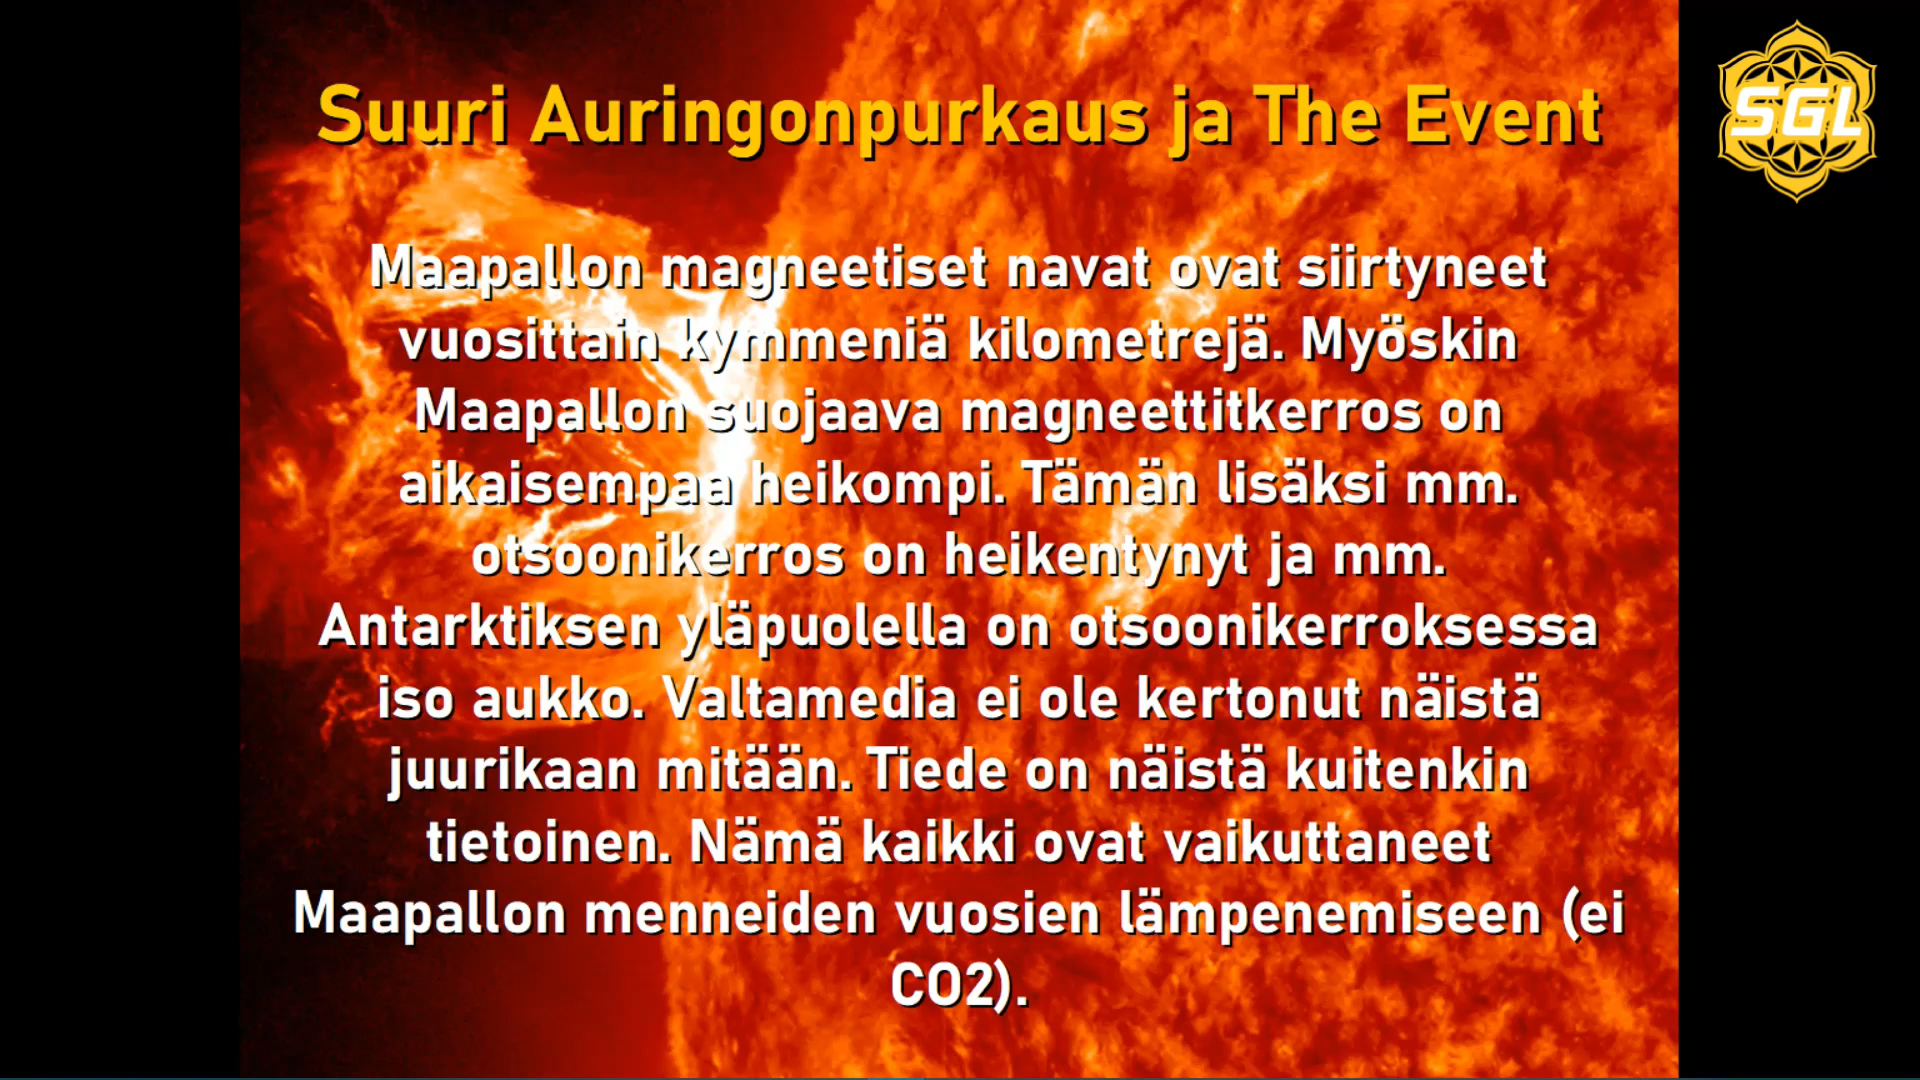 Suuri Auringonpurkaus ja The Event
SGL
Maapallon magneetiset navat ovat siirtyneet
vuosittain kymmeniä kilometrejä. Myöskin
Maapallon suojaava magneettitkerros on
aikaisempaa heikompi. Tämän lisäksi mm.
otsoonikerros on heikentynyt ja mm.
Antarktiksen yläpuolella on otsoonikerroksessa
iso aukko. Valtamedia ei ole kertonut näistä
juurikaan mitään. Tiede on näistä kuitenkin
tietoinen. Nämä kaikki ovat vaikuttaneet
Maapallon menneiden vuosien lämpenemiseen (ei
CO2).